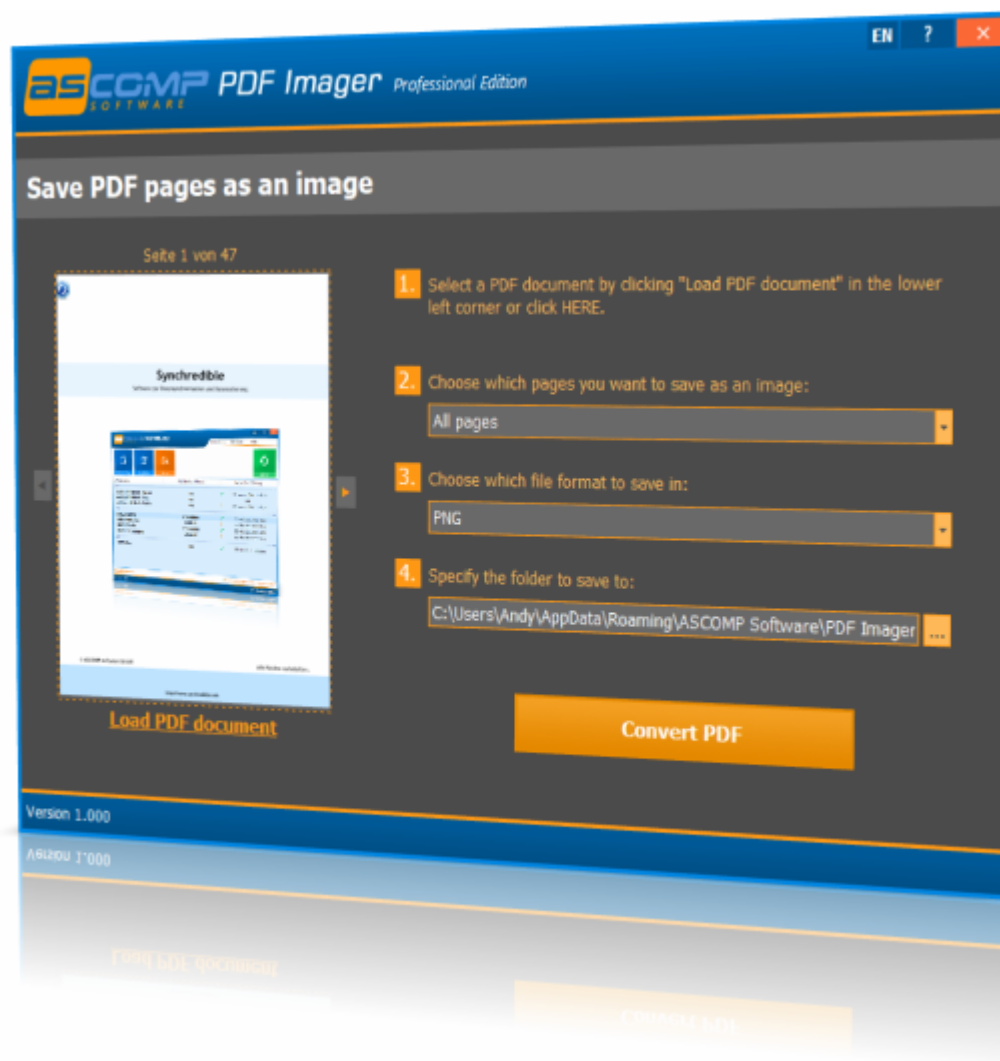 EN ?
ascomp PDF Imager Professional Edition
SOFTWARE
Save PDF pages as an image
Seite 1 von 47
1. Select a PDF document by clicking "Load PDF document" in the lower
left corner or click HERE.
Synchredible
2. Choose which pages you want to save as an image:
All pages
3. Choose which file format to save in:
PNG
4. Specify the folder to save to:
C:\Users\Andy\AppData\Roaming\ASCOMP Software\PDF Imager
...
Load PDF document
Convert PDF
Version 1.000